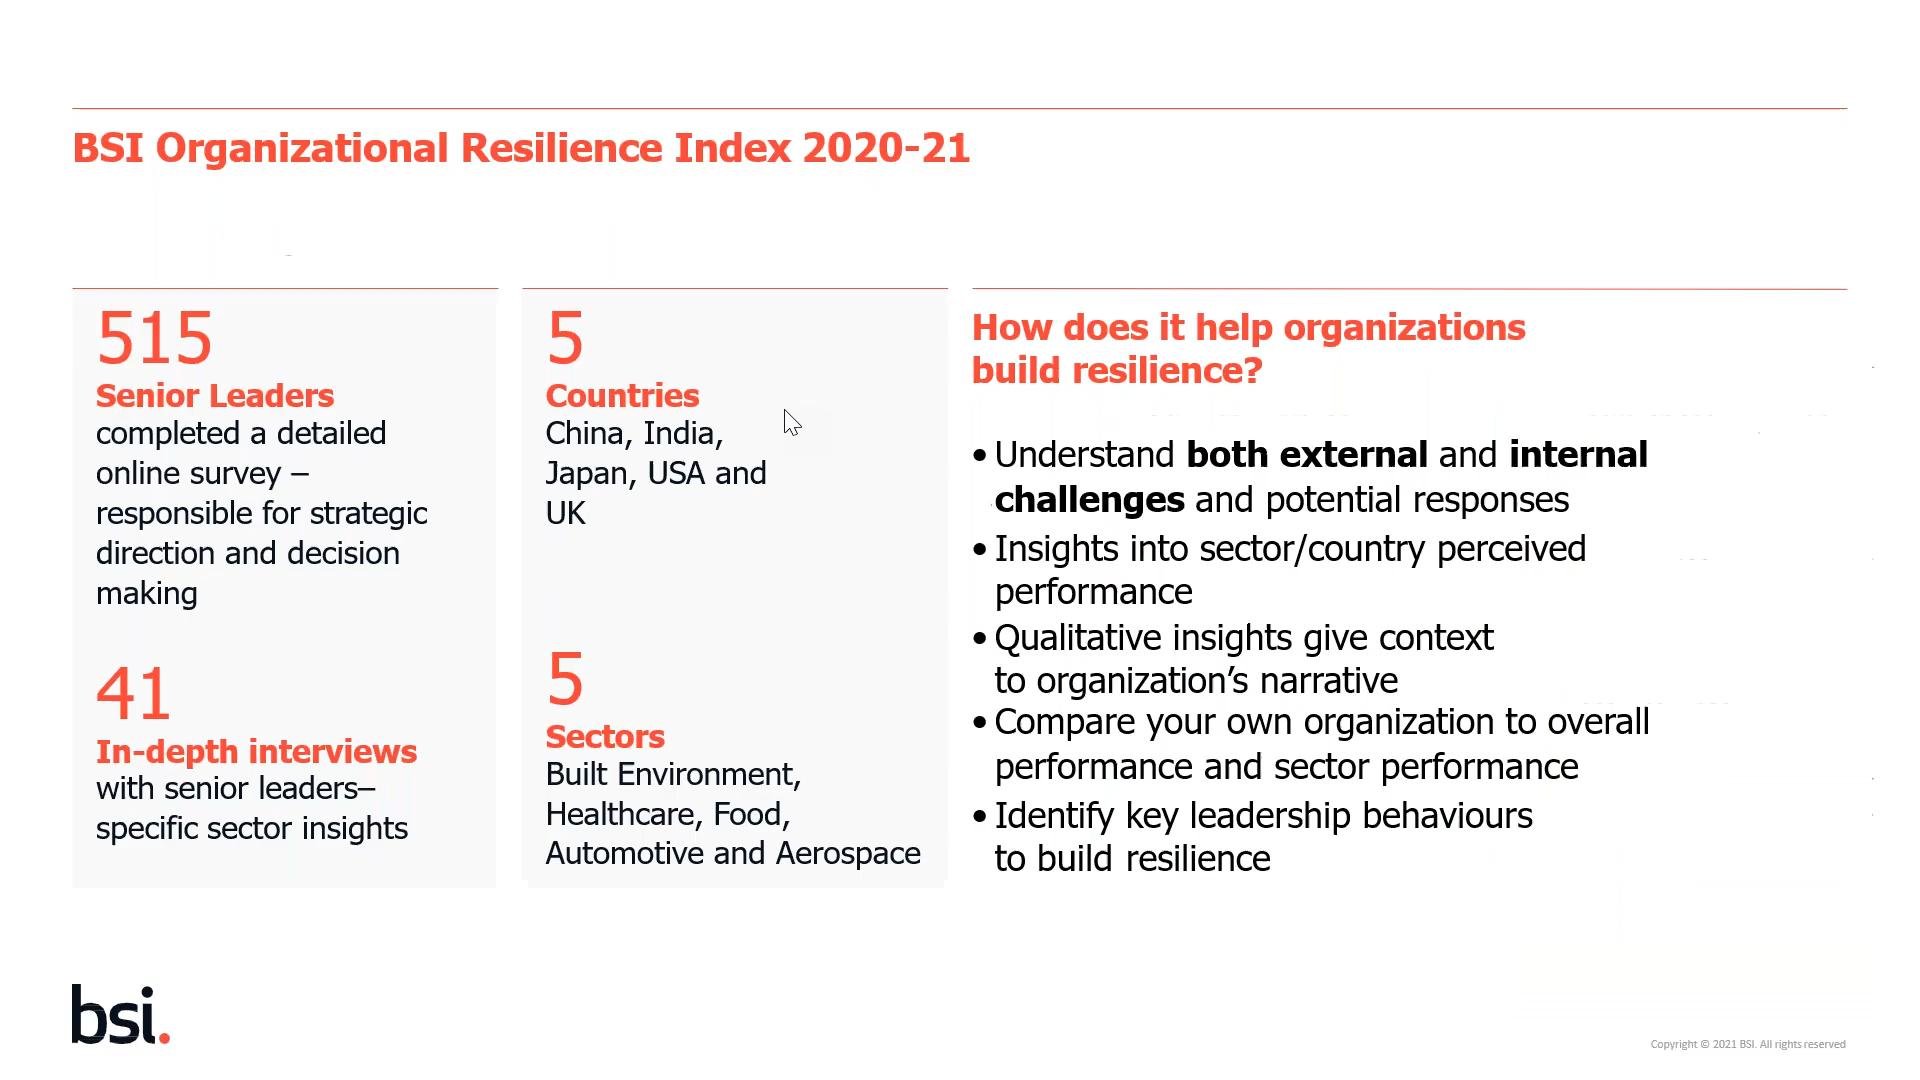 BSI Organizational Resilience Index 2020-21
515
Senior Leaders
completed a detailed
online survey –
responsible for strategic
direction and decision
making
41
In-depth interviews
with senior leaders–
specific sector insights
5
Countries
China, India,
Japan, USA and
UK
5
Sectors
Built Environment,
Healthcare, Food,
Automotive and Aerospace
How does it help organizations
build resilience?
• Understand both external and internal
challenges and potential responses
• Insights into sector/country perceived
performance
• Qualitative insights give context
to organization’s narrative
• Compare your own organization to overall
performance and sector performance
• Identify key leadership behaviours
to build resilience
bsi.
Copyright © 2021 BSI. All rights reserved